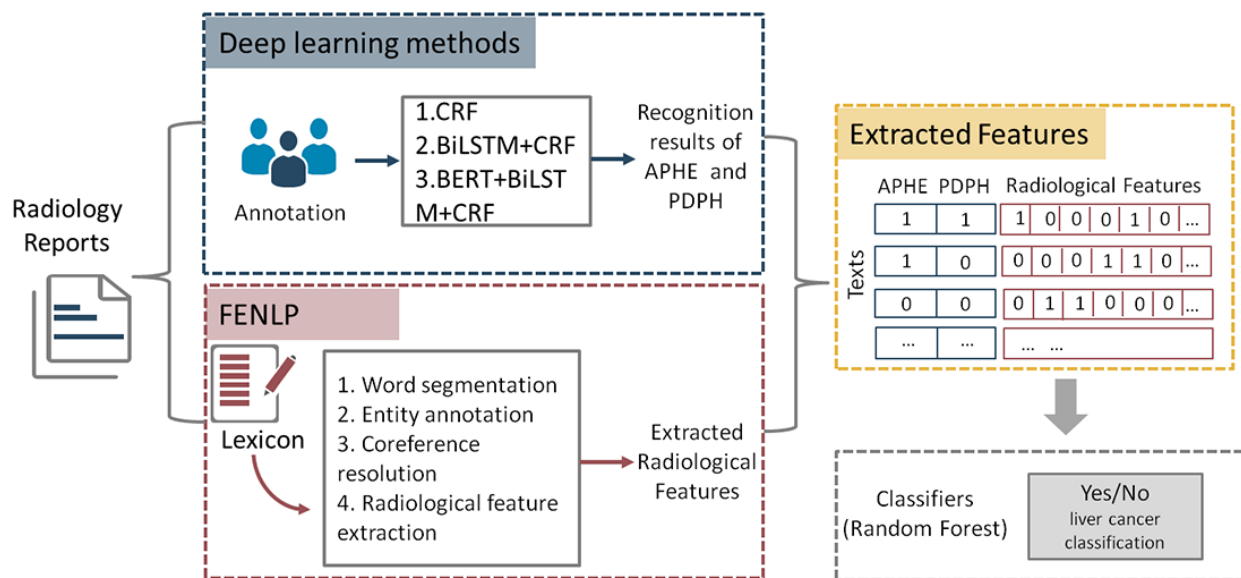 Radiology
Reports
Deep learning methods
Annotation
1.CRF
2.BiLSTM+CRF
3.BERT+BiLST
M+CRF
Recognition
results of
APHE and
PDPH
FENLP
Lexicon
1. Word segmentation
2. Entity annotation
3. Coreference
resolution
4. Radiological feature
extraction
Extracted
Radiological
Features
Extracted Features
APHE PDPH Radiological Features
Texts
1 1 1 0 0 0 1 0 ...
1 0 0 0 0 1 1 0 ...
0 0 0 1 1 0 0 0 ...
... ... ... ...
Classifiers
(Random Forest)
Yes/No
liver cancer
classification